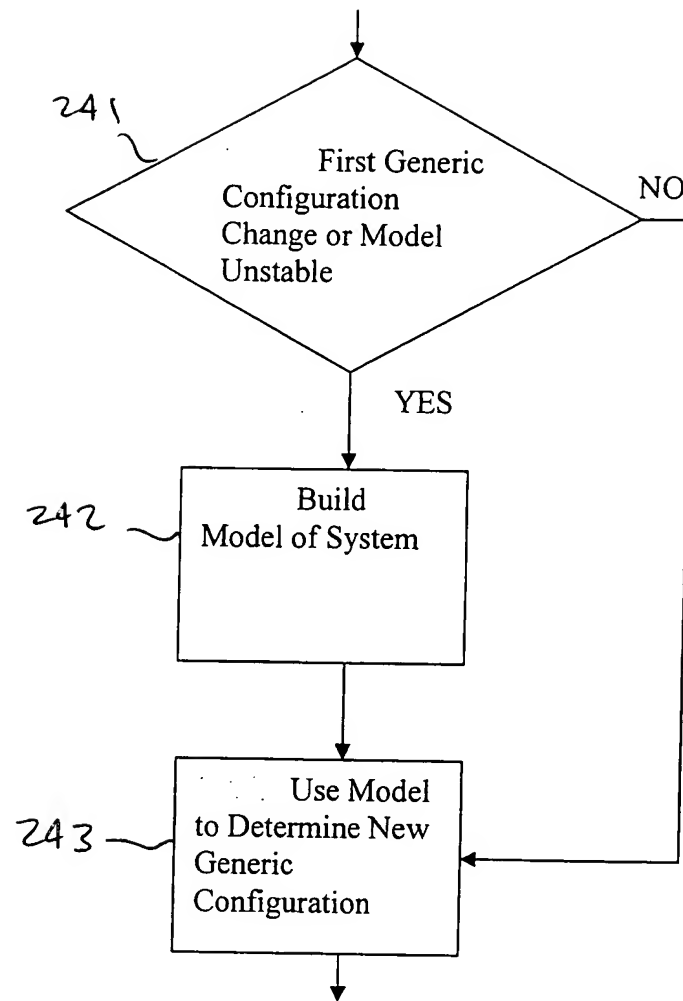 241
First Generic
Configuration
Change or Model
Unstable
NO
YES
242
Build
Model of System
243
Use Model
to Determine New
Generic
Configuration